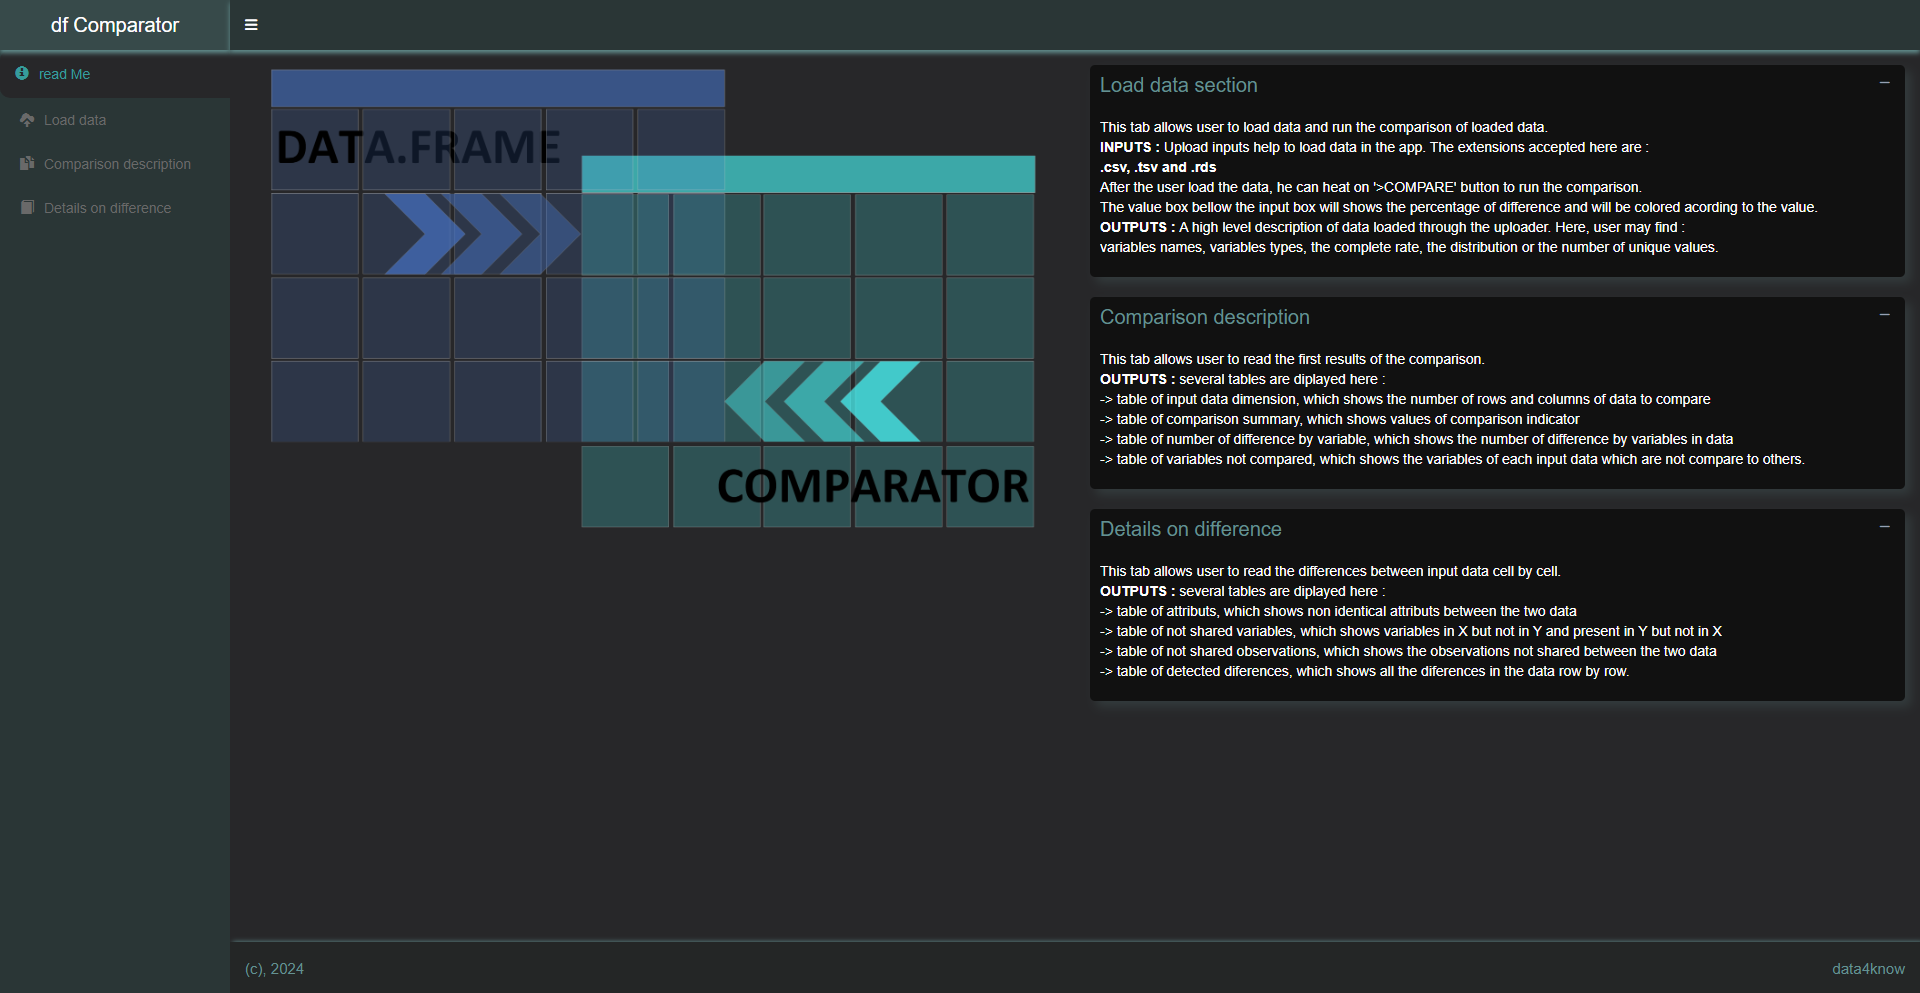 df Comparator
read Me
Load data
Comparison description
Details on difference
DATA.FRAME
COMPARATOR
Load data section
This tab allows user to load data and run the comparison of loaded data.
INPUTS : Upload inputs help to load data in the app. The extensions accepted here are :
.csv, .tsv and .rds
After the user load the data, he can heat on '>COMPARE' button to run the comparison.
The value box bellow the input box will shows the percentage of difference and will be colored acording to the value.
OUTPUTS : A high level description of data loaded through the uploader. Here, user may find :
variables names, variables types, the complete rate, the distribution or the number of unique values.
Comparison description
This tab allows user to read the first results of the comparison.
OUTPUTS : several tables are diplayed here :
-> table of input data dimension, which shows the number of rows and columns of data to compare
-> table of comparison summary, which shows values of comparison indicator
-> table of number of difference by variable, which shows the number of difference by variables in data
-> table of variables not compared, which shows the variables of each input data which are not compare to others.
Details on difference
This tab allows user to read the differences between input data cell by cell.
OUTPUTS : several tables are diplayed here :
-> table of attributs, which shows non identical attributs between the two data
-> table of not shared variables, which shows variables in X but not in Y and present in Y but not in X
-> table of not shared observations, which shows the observations not shared between the two data
-> table of detected diferences, which shows all the diferences in the data row by row.
(c), 2024
data4know